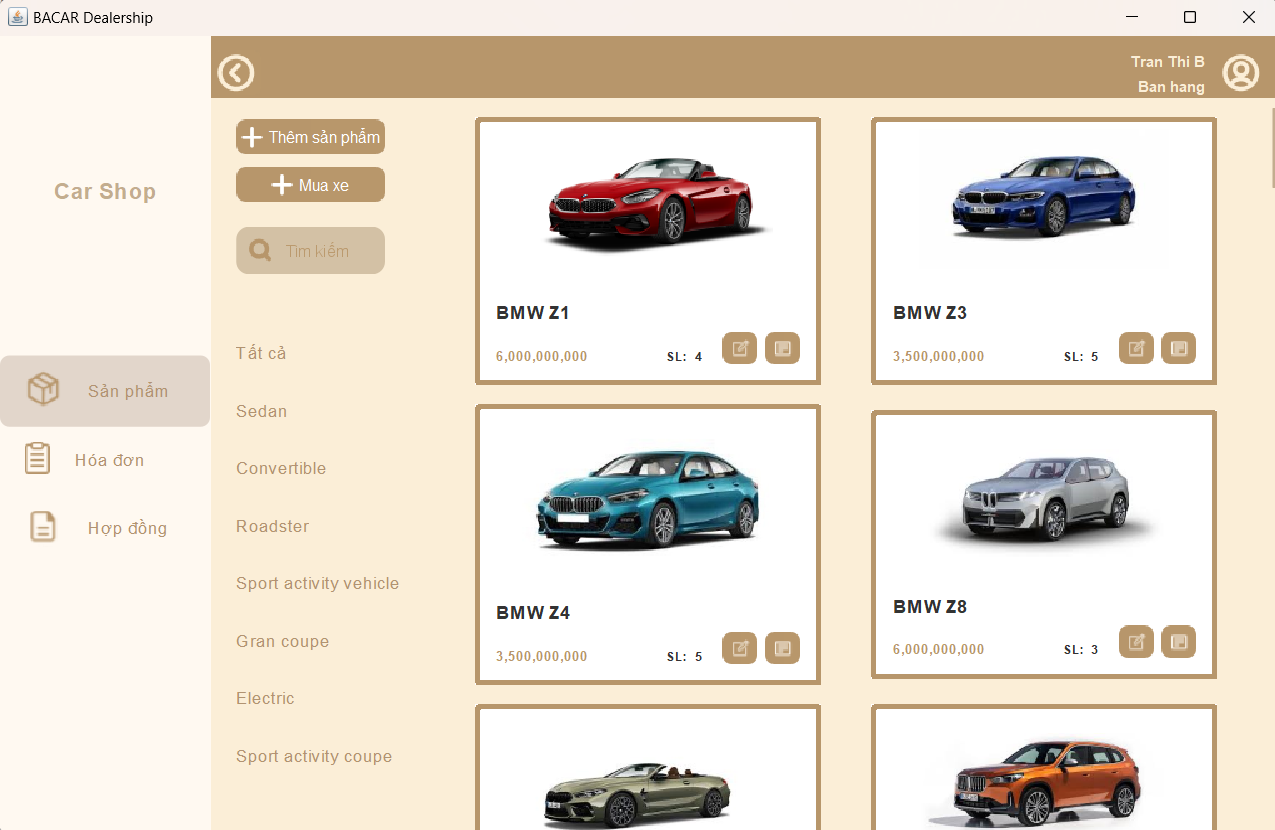 BACAR Dealership
Tran Thi B
Ban hang
Car Shop
Sản phẩm
Hóa đơn
Hợp đồng
Thêm sản phẩm
Mua xe
Tìm kiếm
Tất cả
Sedan
Convertible
Roadster
Sport activity vehicle
Gran coupe
Electric
Sport activity coupe
BMW Z1
6,000,000,000 SL: 4
BMW Z3
3,500,000,000 SL: 5
BMW Z4
3,500,000,000 SL: 5
BMW Z8
6,000,000,000 SL: 3